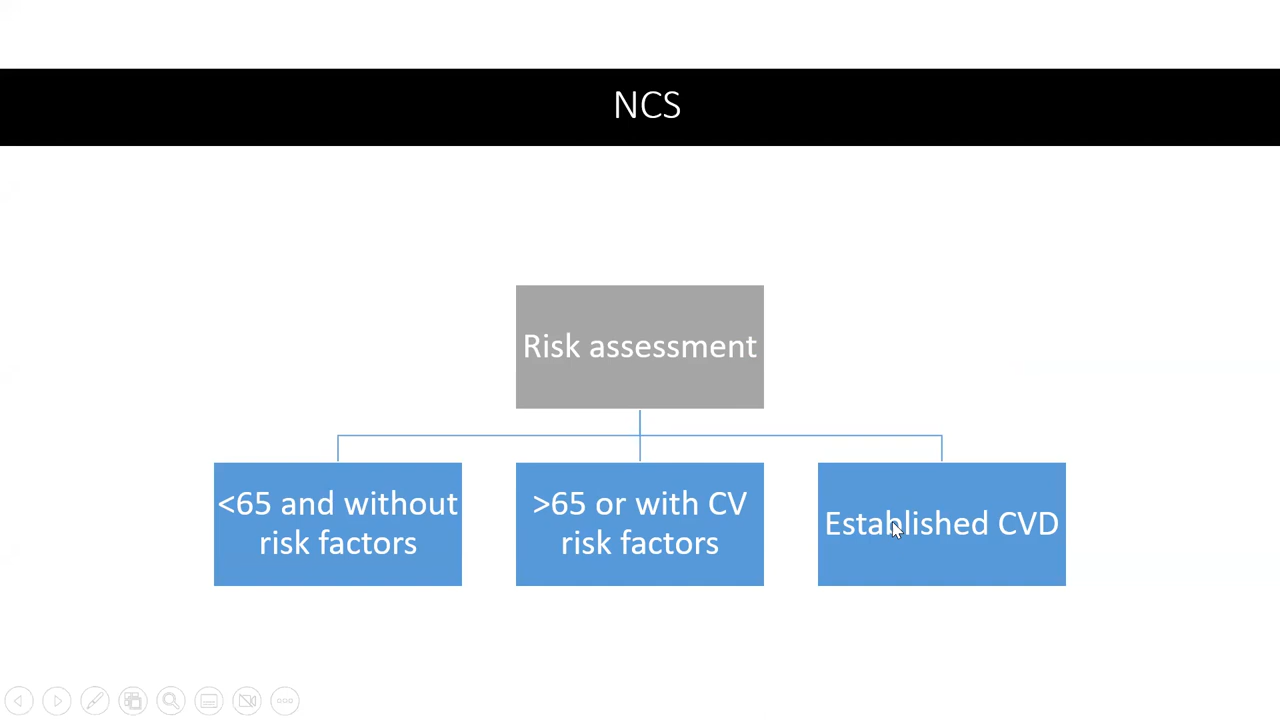 NCS
Risk assessment
<65 and without
risk factors
>65 or with CV
risk factors
Established CVD